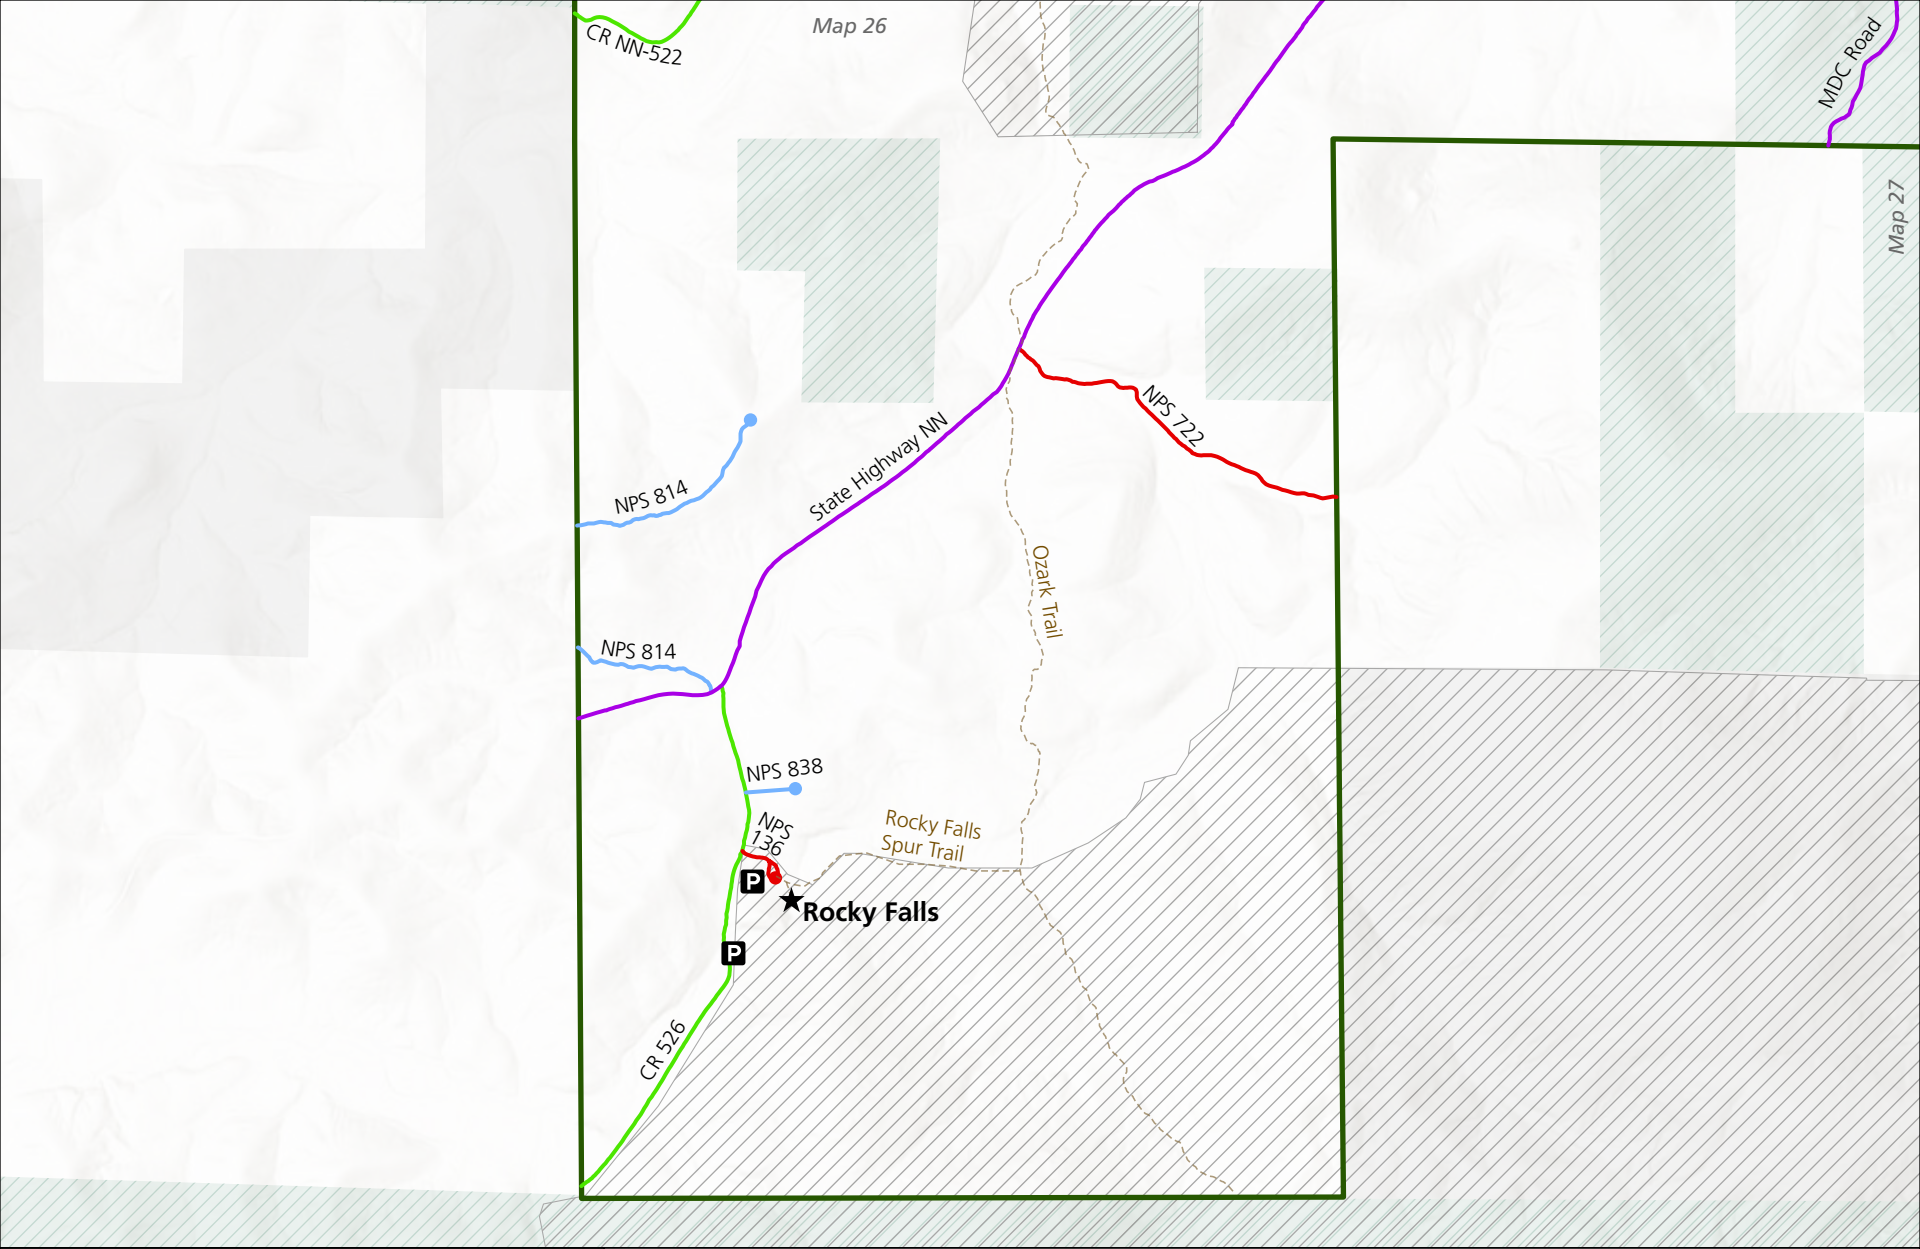 Map 26
CR NN-522
MDC Road
Map 27
NPS 722
State Highway NN
NPS 814
Ozark Trail
NPS 814
NPS 838
NPS
136
Rocky Falls
Spur Trail
P
Rocky Falls
P
CR 526